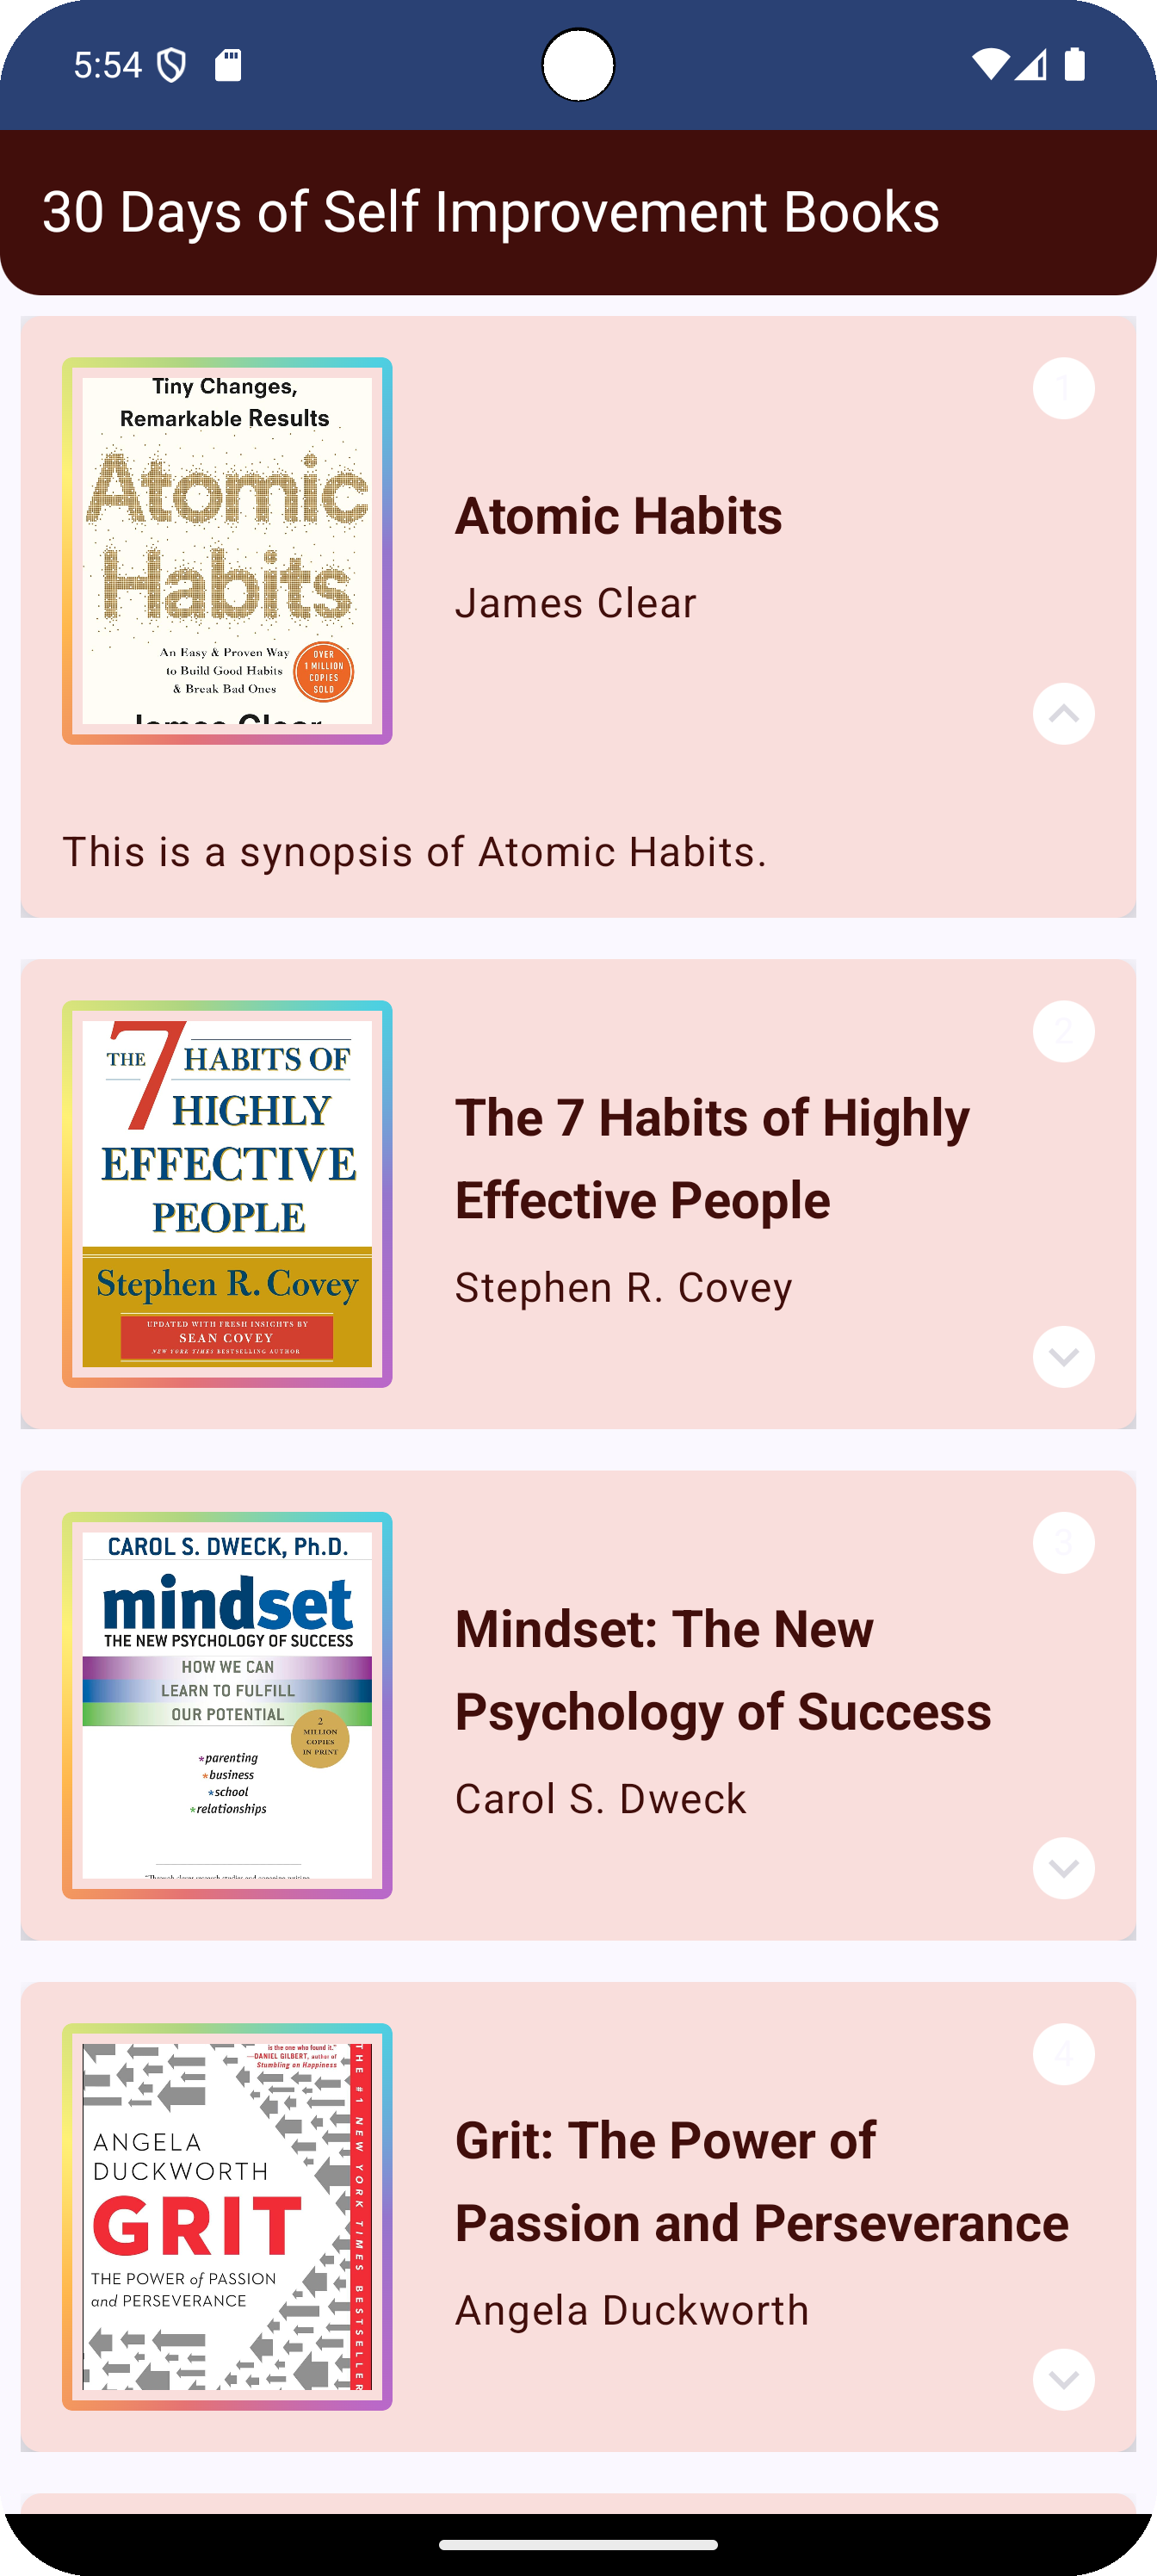 5:54
30 Days of Self Improvement Books
Tiny Changes,
Remarkable Results
Atomic
Habits
An Easy & Proven Way
to Build Good Habits
& Break Bad Ones
OVER
1 MILLION
COPIES
SOLD
James Clear
1
Atomic Habits
James Clear
This is a synopsis of Atomic Habits.
THE 7 HABITS OF
HIGHLY
EFFECTIVE
PEOPLE
Stephen R. Covey
UPDATED WITH FRESH INSIGHTS BY
SEAN COVEY
NEW YORK TIMES BESTSELLING AUTHOR
2
The 7 Habits of Highly
Effective People
Stephen R. Covey
CAROL S. DWECK, Ph.D.
mindset
THE NEW PSYCHOLOGY OF SUCCESS
HOW WE CAN
LEARN TO FULFILL
OUR POTENTIAL
2
MILLION
COPIES
IN PRINT
*parenting
*business
*school
*relationships
3
Mindset: The New
Psychology of Success
Carol S. Dweck
is the one who found it."
—DANIEL GILBERT, author of
Stumbling on Happiness
ANGELA
DUCKWORTH
GRIT
THE POWER of PASSION
and PERSEVERANCE
THE #1 NEW YORK TIMES BESTSELLER
4
Grit: The Power of
Passion and Perseverance
Angela Duckworth